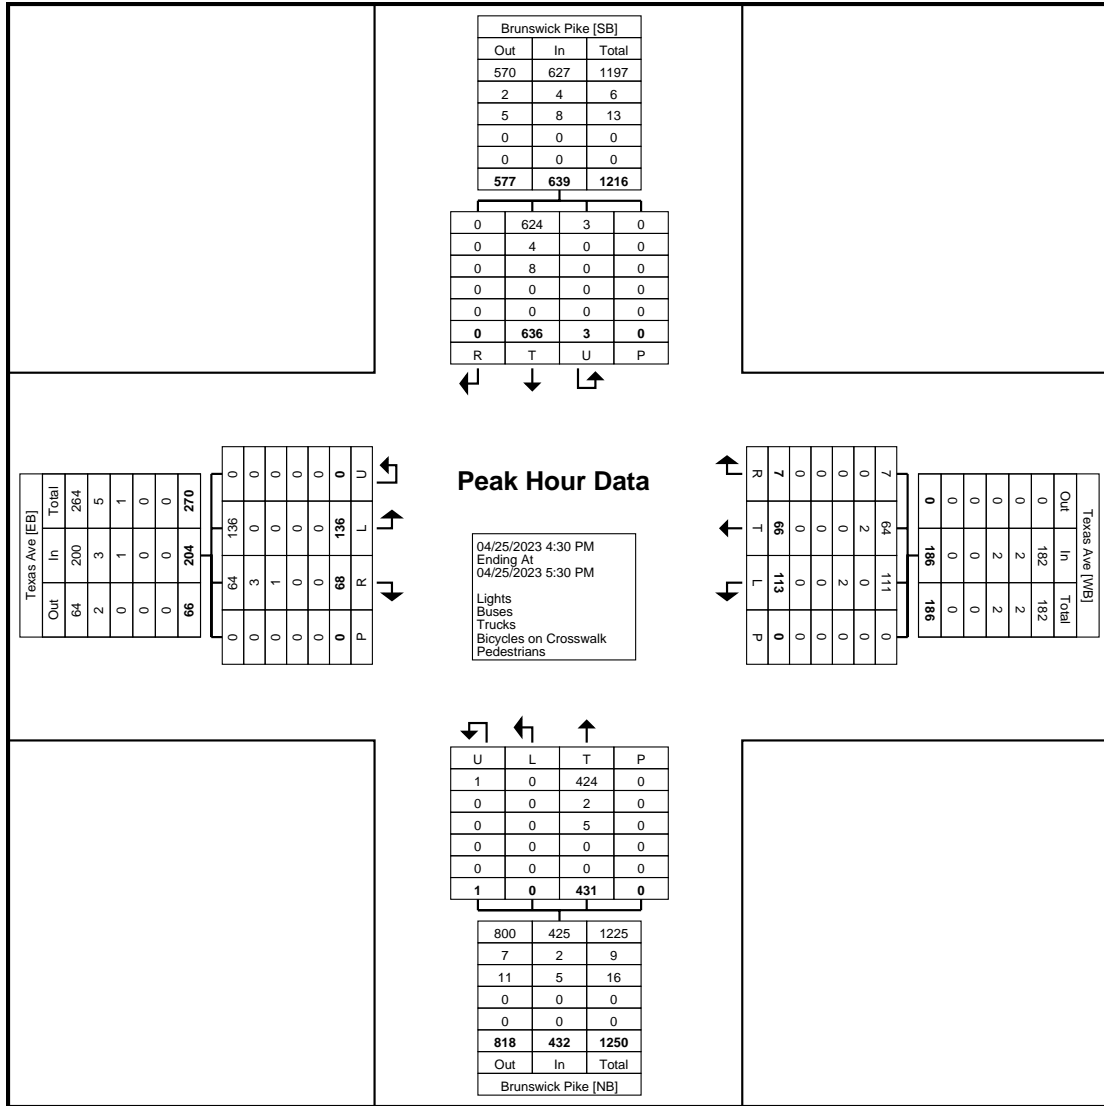 Brunswick Pike [SB]
Out In Total
570 627 1197
2 4 6
5 8 13
0 0 0
0 0 0
577 639 1216
0 624 3 0
0 4 0 0
0 8 0 0
0 0 0 0
0 0 0 0
0 636 3 0
R T U P
Texas Ave [EB]
Out In Total
64 200 264
2 3 5
0 1 1
0 0 0
0 0 0
66 204 270
0 64 136 0
0 3 0 0
0 1 0 0
0 0 0 0
0 0 0 0
0 68 136 0
P R L U
Peak Hour Data
04/25/2023 4:30 PM
Ending At
04/25/2023 5:30 PM
Lights
Buses
Trucks
Bicycles on Crosswalk
Pedestrians
Texas Ave [WB]
Out In Total
0 182 182
0 2 2
0 2 2
0 0 0
0 0 0
0 186 186
7 64 111 0
0 2 0 0
0 0 2 0
0 0 0 0
0 0 0 0
7 66 113 0
R T L P
U L T P
1 0 424 0
0 0 2 0
0 0 5 0
0 0 0 0
0 0 0 0
1 0 431 0
800 425 1225
7 2 9
11 5 16
0 0 0
0 0 0
818 432 1250
Out In Total
Brunswick Pike [NB]